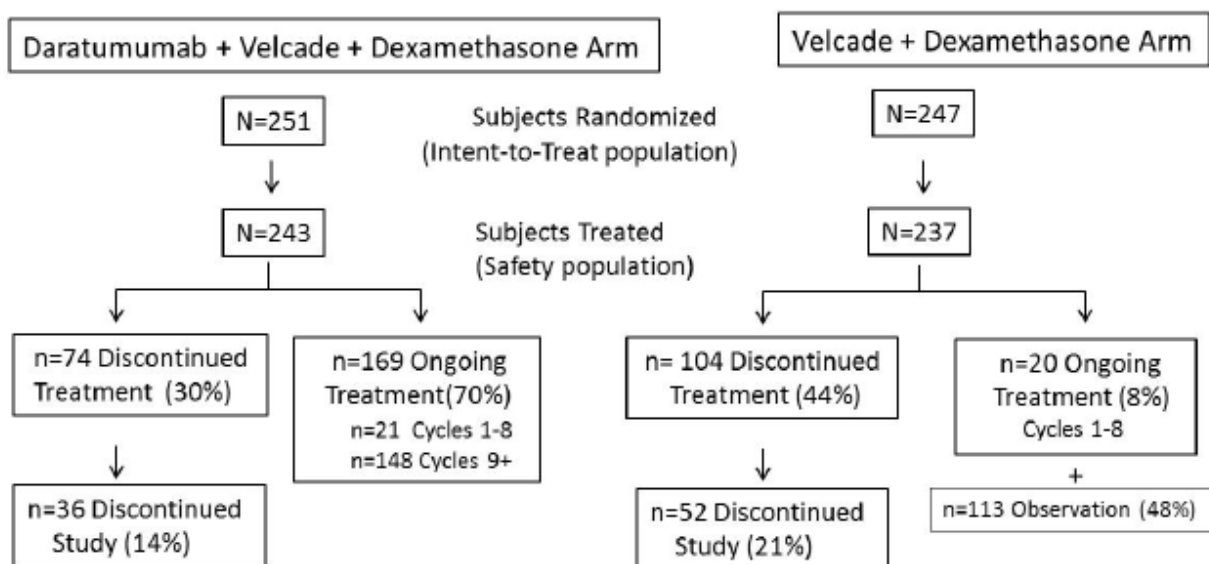 Daratumumab + Velcade + Dexamethasone Arm
Velcade + Dexamethasone Arm
N=251
Subjects Randomized
(Intent-to-Treat population)
N=247
N=243
Subjects Treated
(Safety population)
N=237
n=74 Discontinued
Treatment (30%)
n=169 Ongoing
Treatment(70%)
n=21 Cycles 1-8
n=148 Cycles 9+
n= 104 Discontinued
Treatment (44%)
n=20 Ongoing
Treatment (8%)
Cycles 1-8
+
n=113 Observation (48%)
n=36 Discontinued
Study (14%)
n=52 Discontinued
Study (21%)